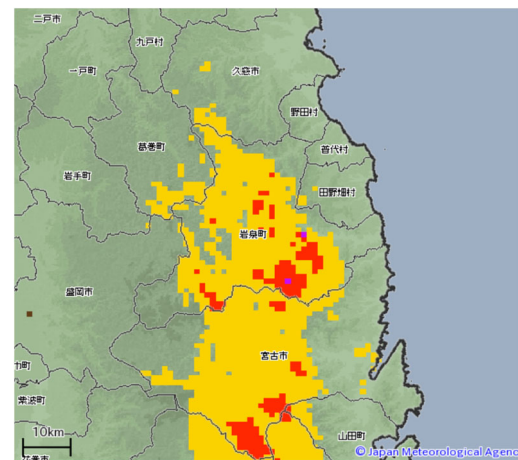 二戸市
九戸村
一戸町
久慈市
野田村
葛巻町
普代村
岩手町
田野畑村
岩泉町
盛岡市
宮古市
紫波町
山田町
10km
© Japan Meteorological Agenc